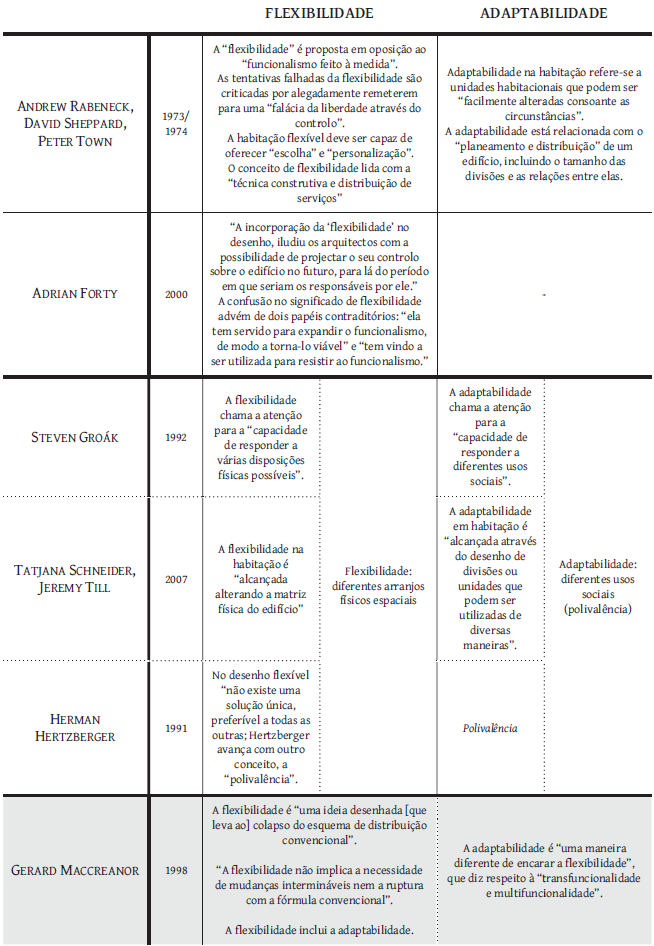 FLEXIBILIDADE
ADAPTABILIDADE
ANDREW RABENECK,
DAVID SHEPPARD,
PETER TOWN
1973/
1974
A “flexibilidade” é proposta em oposição ao
“funcionalismo feito à medida”.
As tentativas falhadas da flexibilidade são
criticadas por alegadamente remeterem
para uma “falácia da liberdade através do
controlo”.
A habitação flexível deve ser capaz de
oferecer “escolha” e “personalização”.
O conceito de flexibilidade lida com a
“técnica construtiva e distribuição de
serviços”
Adaptabilidade na habitação refere-se a
unidades habitacionais que podem ser
“facilmente alteradas consoante as
circunstâncias”.
A adaptabilidade está relacionada com o
“planeamento e distribuição” de um
edifício, incluindo o tamanho das
divisões e as relações entre elas.
ADRIAN FORTY
2000
“A incorporação da ‘flexibilidade’ no
desenho, iludiu os arquitectos com a
possibilidade de projectar o seu controlo
sobre o edifício no futuro, para lá do período
em que seriam os responsáveis por ele.”
A confusão no significado de flexibilidade
advém de dois papéis contraditórios: “ela
tem servido para expandir o funcionalismo,
de modo a torna-lo viável” e “tem vindo a
ser utilizada para resistir ao funcionalismo.”
-
STEVEN GROÁK
1992
A flexibilidade
chama a atenção
para a “capacidade
de responder a
várias disposições
físicas possíveis”.
A adaptabilidade
chama a atenção
para a
“capacidade de
responder a
diferentes usos
sociais”.
TATJANA SCHNEIDER,
JEREMY TILL
2007
A flexibilidade na
habitação é
“alcançada
alterando a matriz
física do edifício”
Flexibilidade:
diferentes arranjos
físicos espaciais
A adaptabilidade
em habitação é
“alcançada através
do desenho de
divisões ou
unidades que
podem ser
utilizadas de
diversas
maneiras”.
Adaptabilidade:
diferentes usos
sociais
(polivalência)
HERMAN
HERTZBERGER
1991
No desenho flexível
“não existe uma
solução única,
preferível a todas as
outras; Hertzberger
avança com outro
conceito, a
“polivalência”.
Polivalência
GERARD MACCREANOR
1998
A flexibilidade é “uma ideia desenhada [que
leva ao] colapso do esquema de distribuição
convencional”.
“A flexibilidade não implica a necessidade
de mudanças intermináveis nem a ruptura
com a fórmula convencional”.
A flexibilidade inclui a adaptabilidade.
A adaptabilidade é “uma maneira
diferente de encarar a flexibilidade”,
que diz respeito à “transfuncionalidade
e multifuncionalidade”.